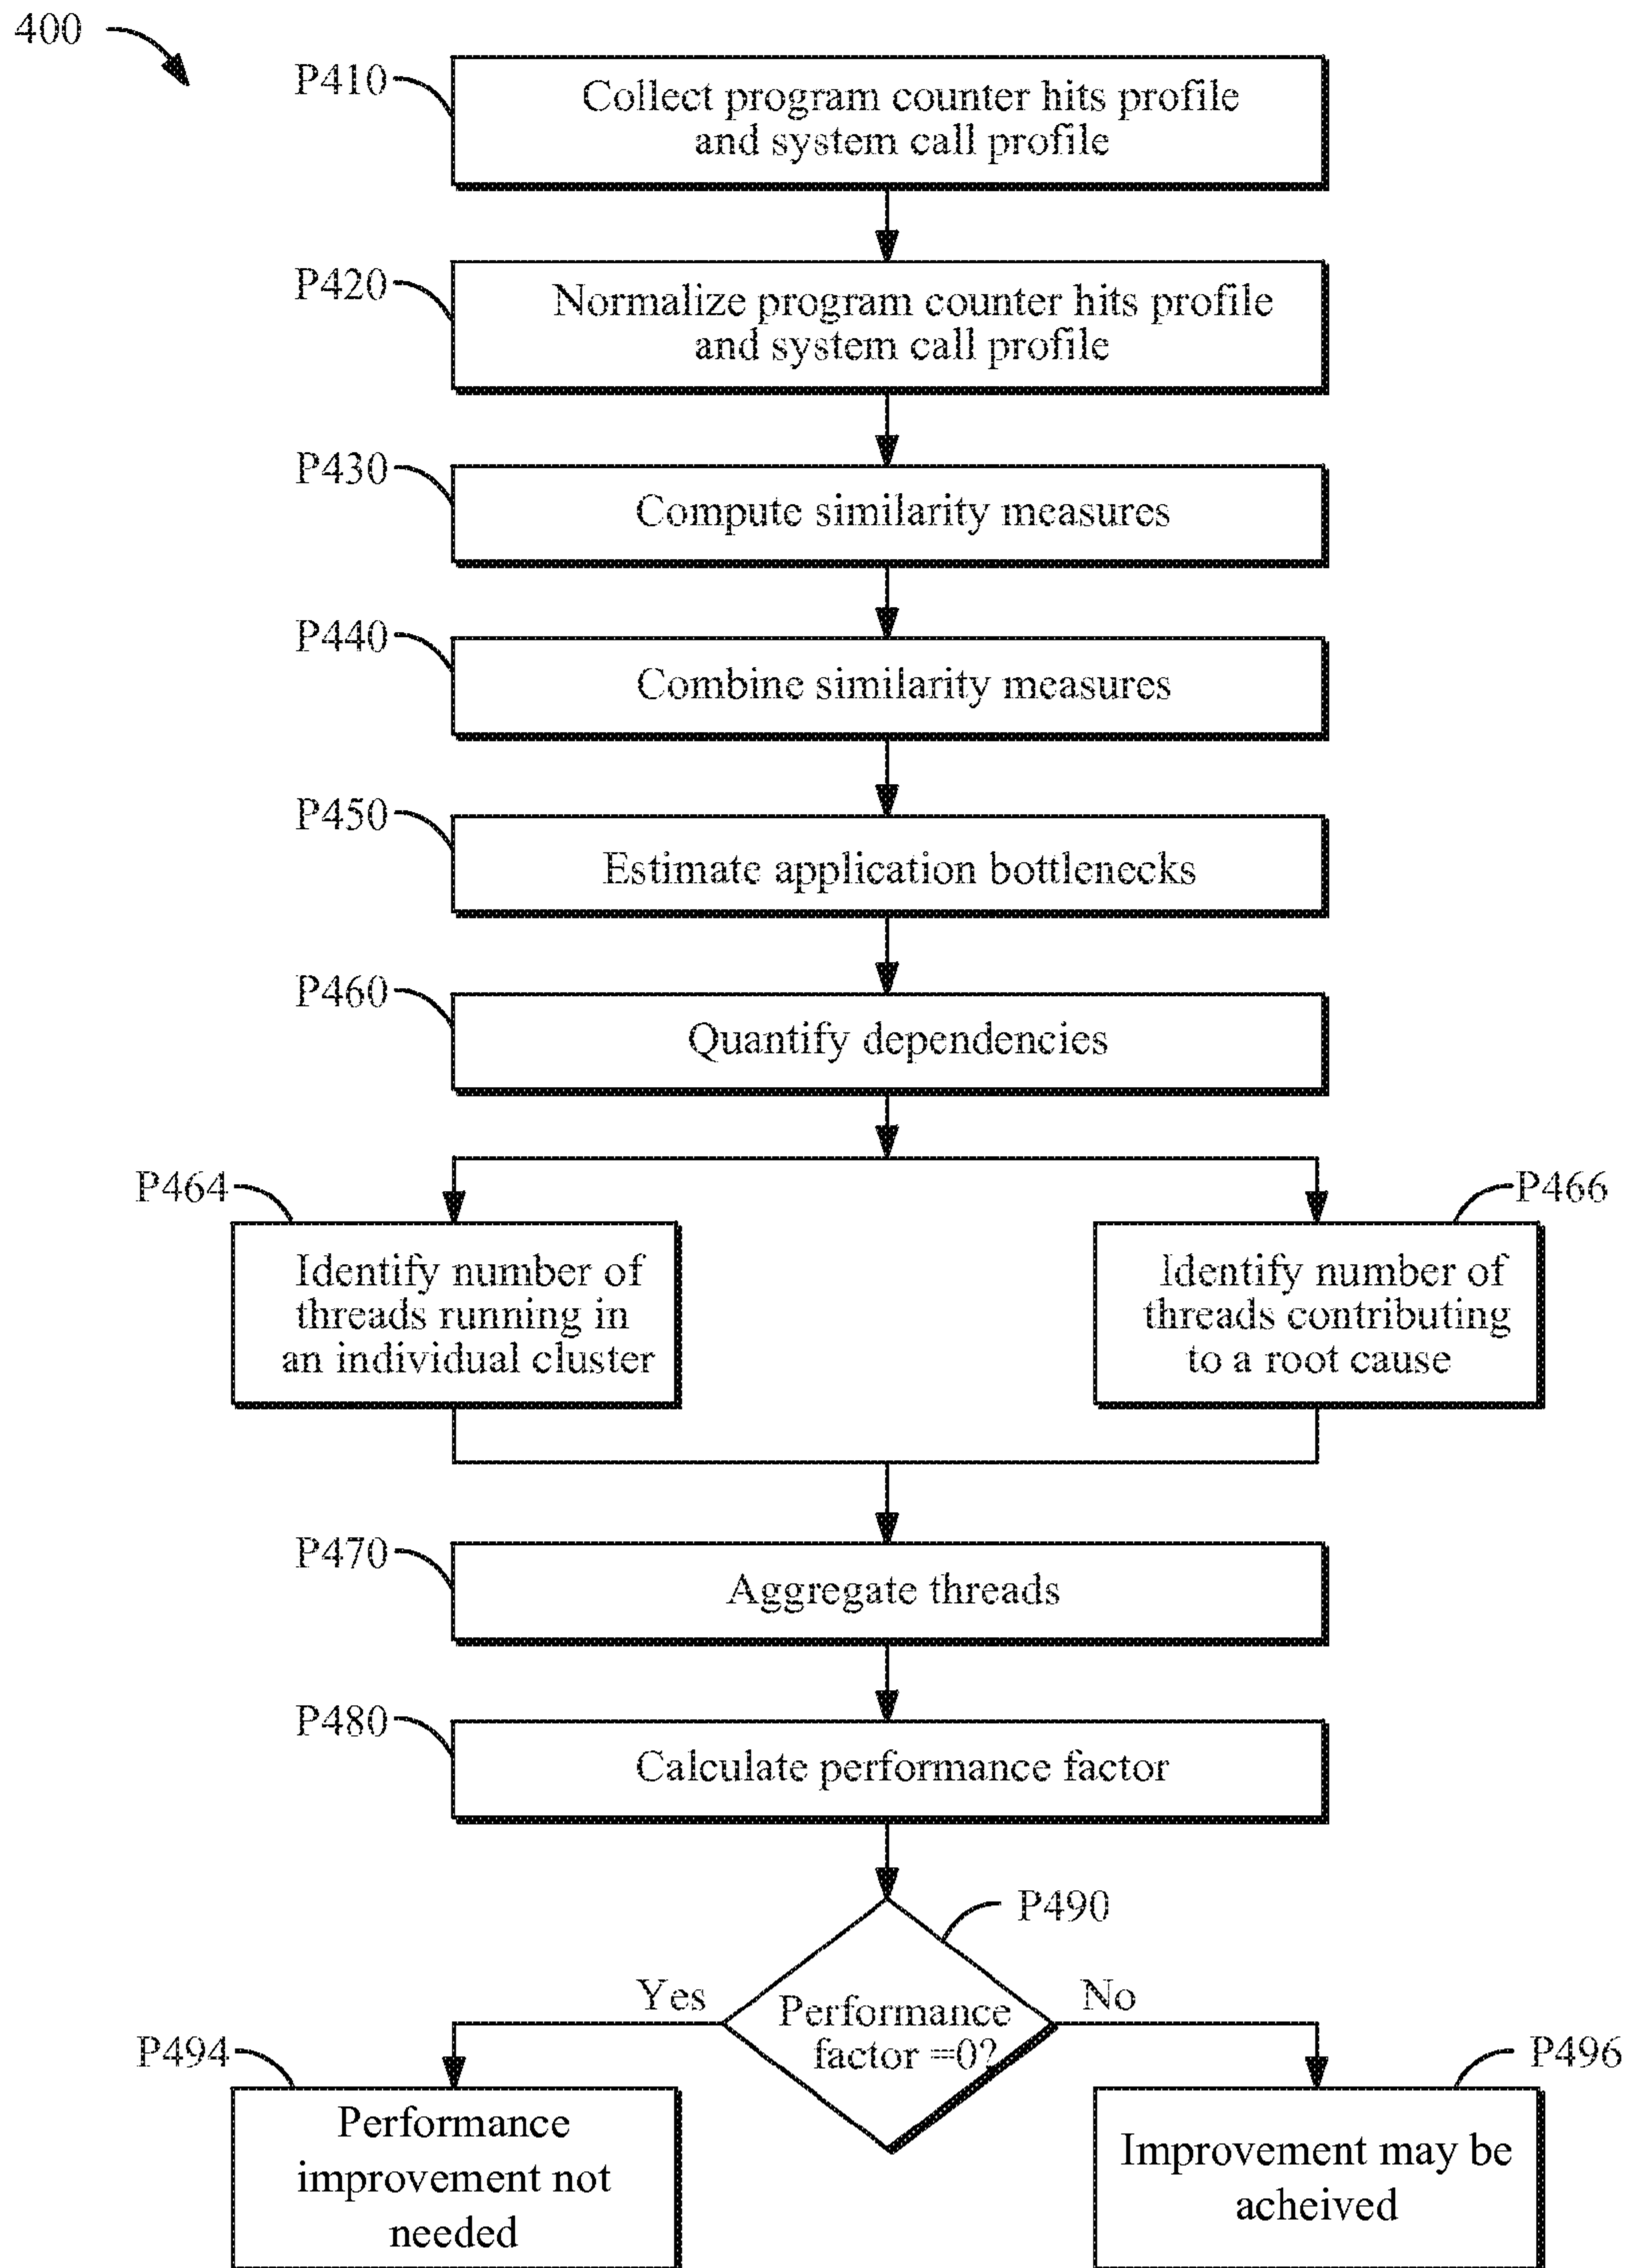 400
P410
Collect program counter hits profile
and system call profile
P420
Normalize program counter hits profile
and system call profile
P430
Compute similarity measures
P440
Combine similarity measures
P450
Estimate application bottlenecks
P460
Quantify dependencies
P464
Identify number of
threads running in
an individual cluster
P466
Identify number of
threads contributing
to a root cause
P470
Aggregate threads
P480
Calculate performance factor
P490
Performance
factor =0?
Yes
No
P494
Performance
improvement not
needed
P496
Improvement may be
acheived